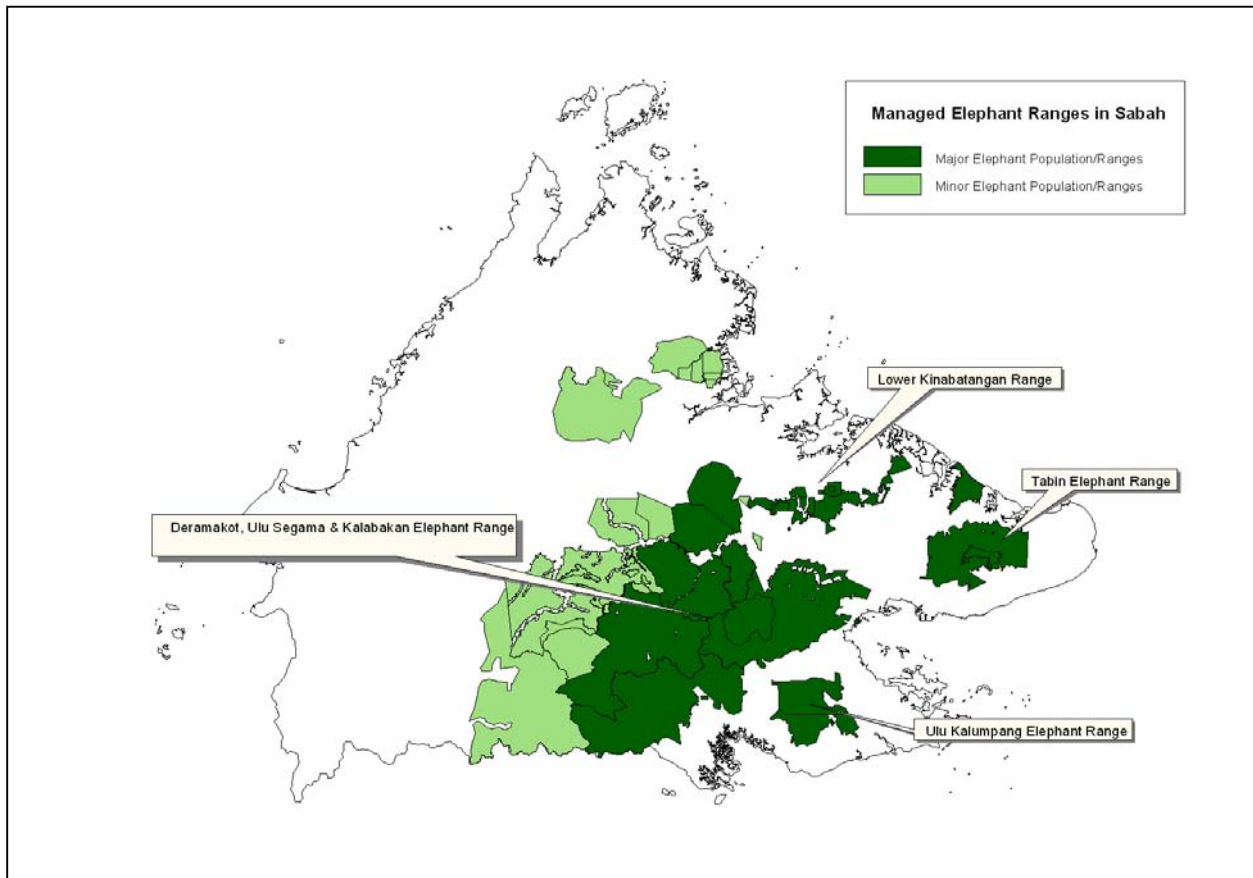 Managed Elephant Ranges in Sabah
Major Elephant Population/Ranges
Minor Elephant Population/Ranges
Lower Kinabatangan Range
Tabin Elephant Range
Deramakot, Ulu Segama & Kalabakan Elephant Range
Ulu Kalumpang Elephant Range